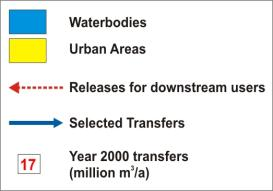 Waterbodies
Urban Areas
Releases for downstream users
Selected Transfers
17
Year 2000 transfers
(million m³/a)